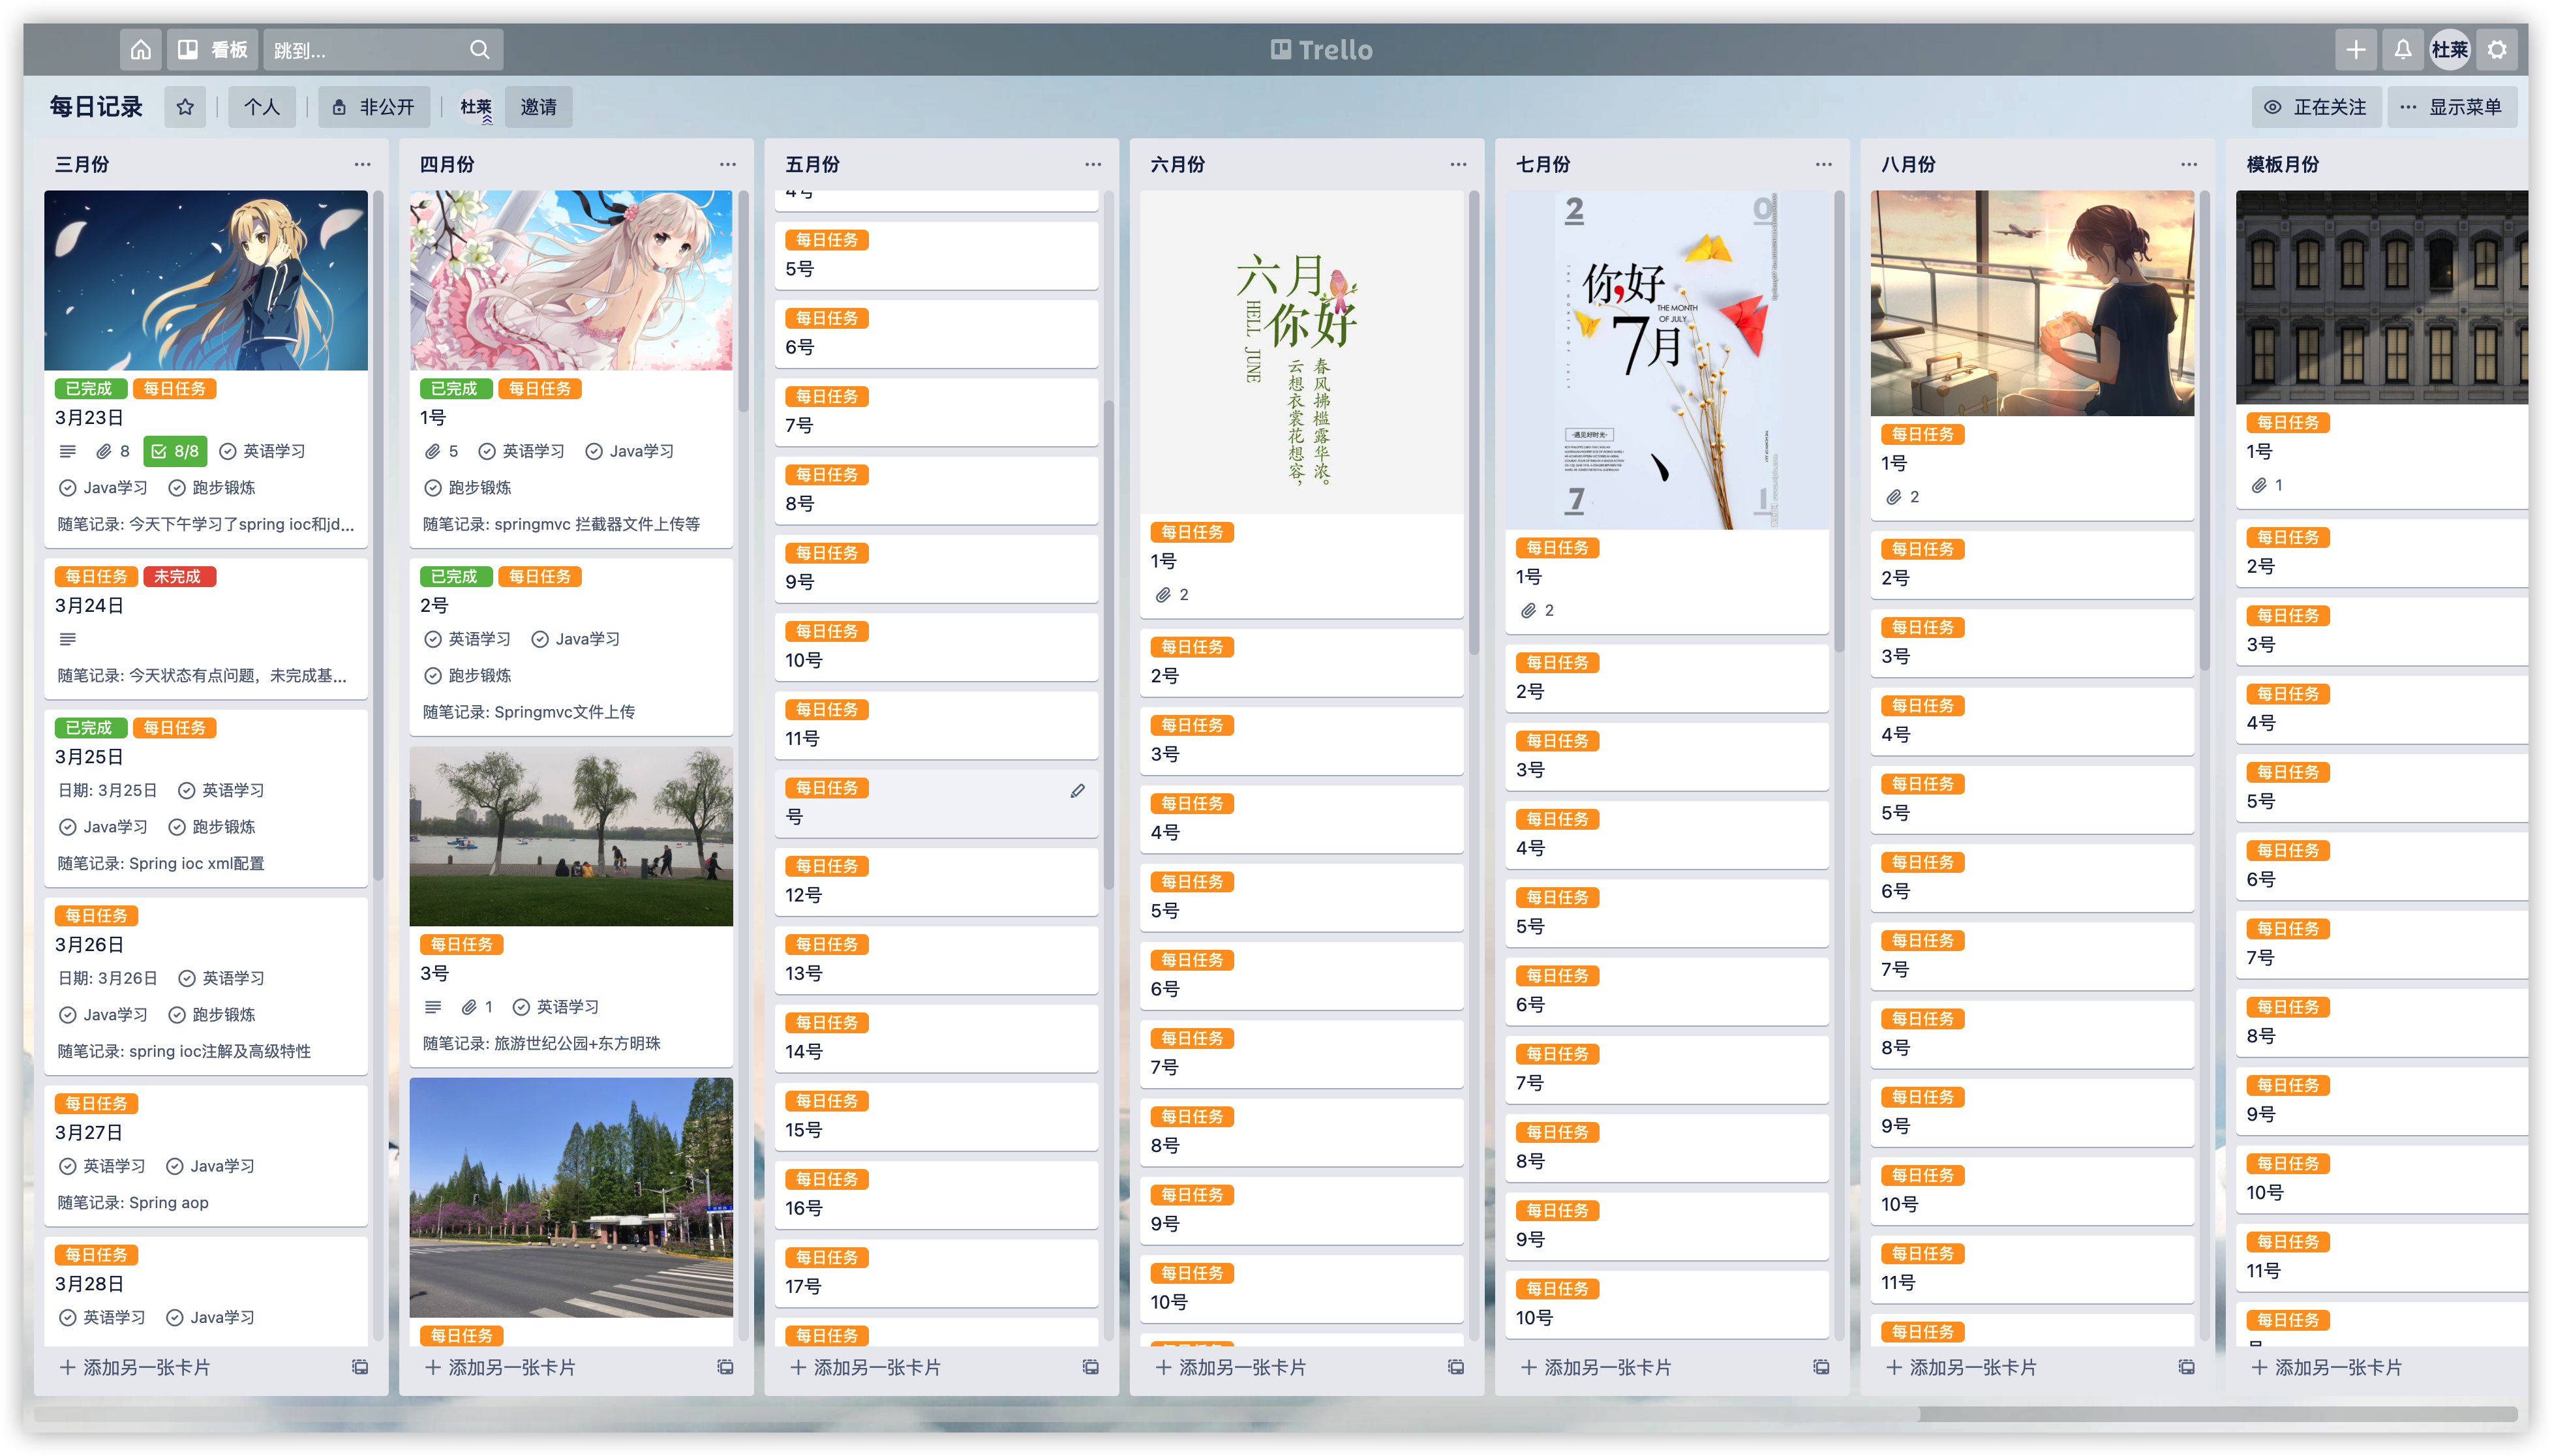 看板
跳到...
Trello
杜莱
每日记录
个人
非公开
杜莱
邀请
正在关注
显示菜单
三月份
已完成 每日任务
3月23日
8 8/8 英语学习
Java学习 跑步锻炼
随笔记录: 今天下午学习了spring ioc和jd...
每日任务 未完成
3月24日
随笔记录: 今天状态有点问题，未完成基...
已完成 每日任务
3月25日
日期: 3月25日 英语学习
Java学习 跑步锻炼
随笔记录: Spring ioc xml配置
每日任务
3月26日
日期: 3月26日 英语学习
Java学习 跑步锻炼
随笔记录: spring ioc注解及高级特性
每日任务
3月27日
英语学习 Java学习
随笔记录: Spring aop
每日任务
3月28日
英语学习 Java学习
添加另一张卡片
四月份
已完成 每日任务
1号
5 英语学习 Java学习
跑步锻炼
随笔记录: springmvc 拦截器文件上传等
已完成 每日任务
2号
英语学习 Java学习
跑步锻炼
随笔记录: Springmvc文件上传
每日任务
3号
1 英语学习
随笔记录: 旅游世纪公园+东方明珠
每日任务
添加另一张卡片
五月份
4号
每日任务
5号
每日任务
6号
每日任务
7号
每日任务
8号
每日任务
9号
每日任务
10号
每日任务
11号
每日任务
号
每日任务
12号
每日任务
13号
每日任务
14号
每日任务
15号
每日任务
16号
每日任务
17号
每日任务
添加另一张卡片
六月份
六月
你好
HELL JUNE
春风拂槛露华浓。
云想衣裳花想容，
每日任务
1号
2
每日任务
2号
每日任务
3号
每日任务
4号
每日任务
5号
每日任务
6号
每日任务
7号
每日任务
8号
每日任务
9号
每日任务
10号
添加另一张卡片
七月份
2 0
你,好
THE MONTH
OF JULY
7月
·遇见好时光·
7 1
每日任务
1号
2
每日任务
2号
每日任务
3号
每日任务
4号
每日任务
5号
每日任务
6号
每日任务
7号
每日任务
8号
每日任务
9号
每日任务
10号
添加另一张卡片
八月份
每日任务
1号
2
每日任务
2号
每日任务
3号
每日任务
4号
每日任务
5号
每日任务
6号
每日任务
7号
每日任务
8号
每日任务
9号
每日任务
10号
每日任务
11号
每日任务
添加另一张卡片
模板月份
每日任务
1号
1
每日任务
2号
每日任务
3号
每日任务
4号
每日任务
5号
每日任务
6号
每日任务
7号
每日任务
8号
每日任务
9号
每日任务
10号
每日任务
11号
每日任务
添加另一张卡片